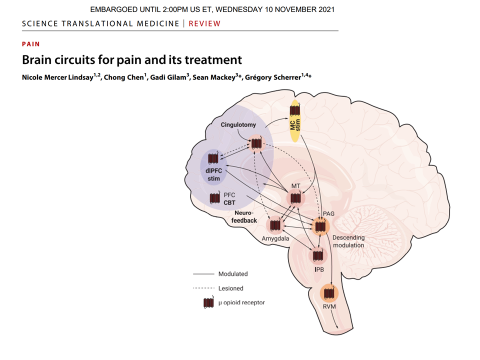 EMBARGOED UNTIL 2:00PM US ET, WEDNESDAY 10 NOVEMBER 2021
SCIENCE TRANSLATIONAL MEDICINE | REVIEW
PAIN
Brain circuits for pain and its treatment
Nicole Mercer Lindsay1,2, Chong Chen1, Gadi Gilam3, Sean Mackey3*, Grégory Scherrer1,4*
Cingulotomy
MC
stim
dlPFC
stim
PFC
CBT
MT
Neuro-
feedback
PAG
Amygdala
Descending
modulation
lPB
Modulated
Lesioned
μ opioid receptor
RVM